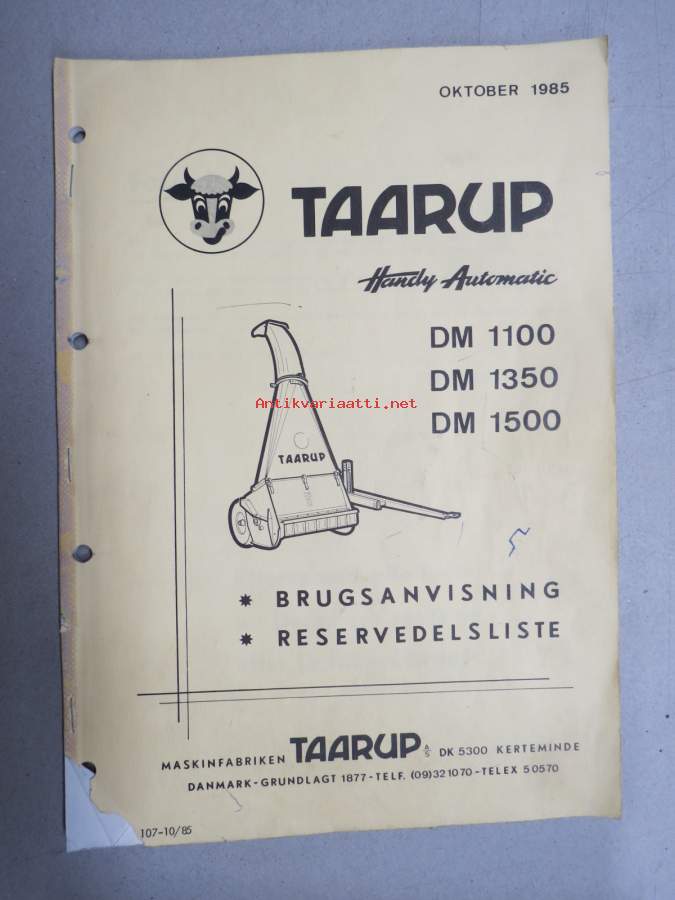 OKTOBER 1985
TAARUP
Handy Automatic
DM 1100
DM 1350
DM 1500
Antikvariaatti.net
TAARUP
* BRUGSANVISNING
* RESERVEDELSLISTE
MASKINFABRIKEN TAARUP A/S DK 5300 KERTEMINDE
DANMARK-GRUNDLAGT 1877-TELF. (09)321070-TELEX 50570
107-10/85